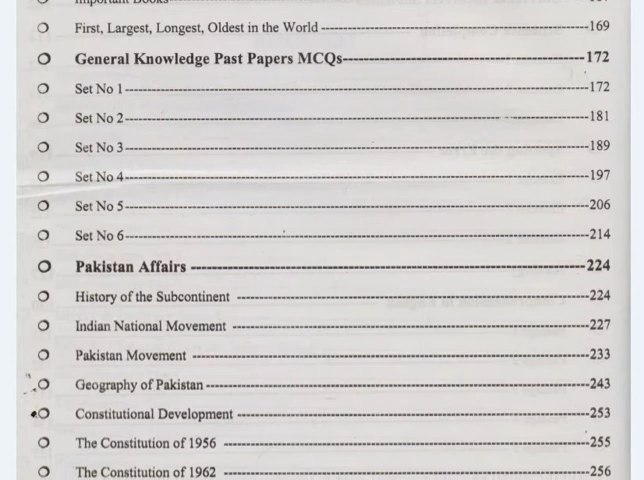 Important Books
First, Largest, Longest, Oldest in the World ---------------------------------------------169
General Knowledge Past Papers MCQs------------------------------------------172
Set No 1---------------------------------------------------------------------------172
Set No 2---------------------------------------------------------------------------181
Set No 3---------------------------------------------------------------------------189
Set No 4---------------------------------------------------------------------------197
Set No 5---------------------------------------------------------------------------206
Set No 6---------------------------------------------------------------------------214
Pakistan Affairs ------------------------------------------------------------------224
History of the Subcontinent -------------------------------------------------------224
Indian National Movement ---------------------------------------------------------227
Pakistan Movement ----------------------------------------------------------------233
Geography of Pakistan -------------------------------------------------------------243
Constitutional Development --------------------------------------------------------253
The Constitution of 1956 ----------------------------------------------------------255
The Constitution of 1962 ----------------------------------------------------------256